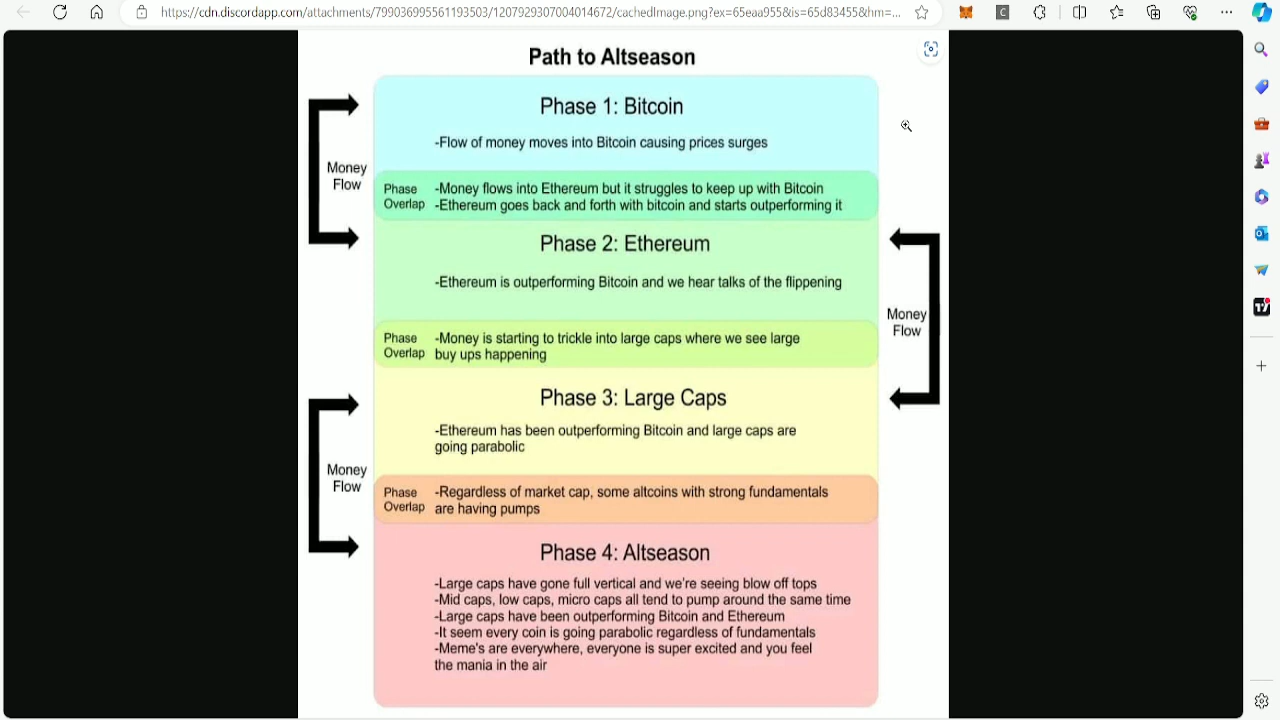 https://cdn.discordapp.com/attachments/799036995561193503/1207929307004014672/cachedImage.png?ex=65eaa955&is=65d83455&hm=...
Path to Altseason
Phase 1: Bitcoin
-Flow of money moves into Bitcoin causing prices surges
Money
Flow
Phase
Overlap
-Money flows into Ethereum but it struggles to keep up with Bitcoin
-Ethereum goes back and forth with bitcoin and starts outperforming it
Phase 2: Ethereum
-Ethereum is outperforming Bitcoin and we hear talks of the flippening
Money
Flow
Phase
Overlap
-Money is starting to trickle into large caps where we see large
buy ups happening
Phase 3: Large Caps
-Ethereum has been outperforming Bitcoin and large caps are
going parabolic
Money
Flow
Phase
Overlap
-Regardless of market cap, some altcoins with strong fundamentals
are having pumps
Phase 4: Altseason
-Large caps have gone full vertical and we're seeing blow off tops
-Mid caps, low caps, micro caps all tend to pump around the same time
-Large caps have been outperforming Bitcoin and Ethereum
-It seem every coin is going parabolic regardless of fundamentals
-Meme's are everywhere, everyone is super excited and you feel
the mania in the air